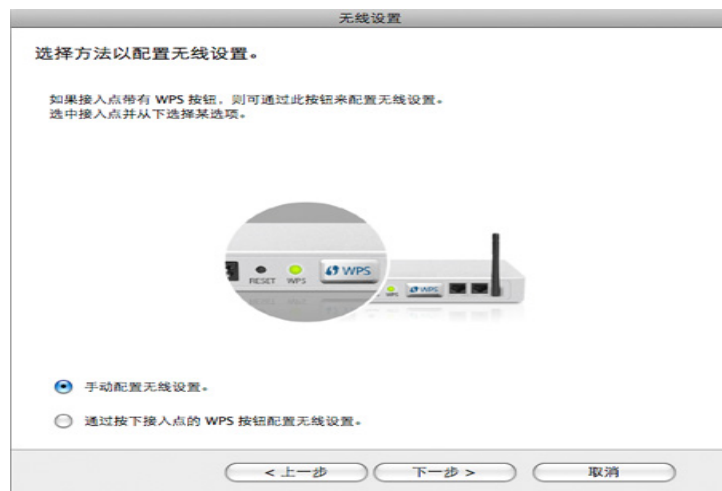 无线设置
选择方法以配置无线设置。
如果接入点带有 WPS 按钮，则可通过此按钮来配置无线设置。
选中接入点并从下选择某选项。
RESET WPS WPS
WPS WPS
手动配置无线设置。
通过按下接入点的 WPS 按钮配置无线设置。
< 上一步 下一步 > 取消